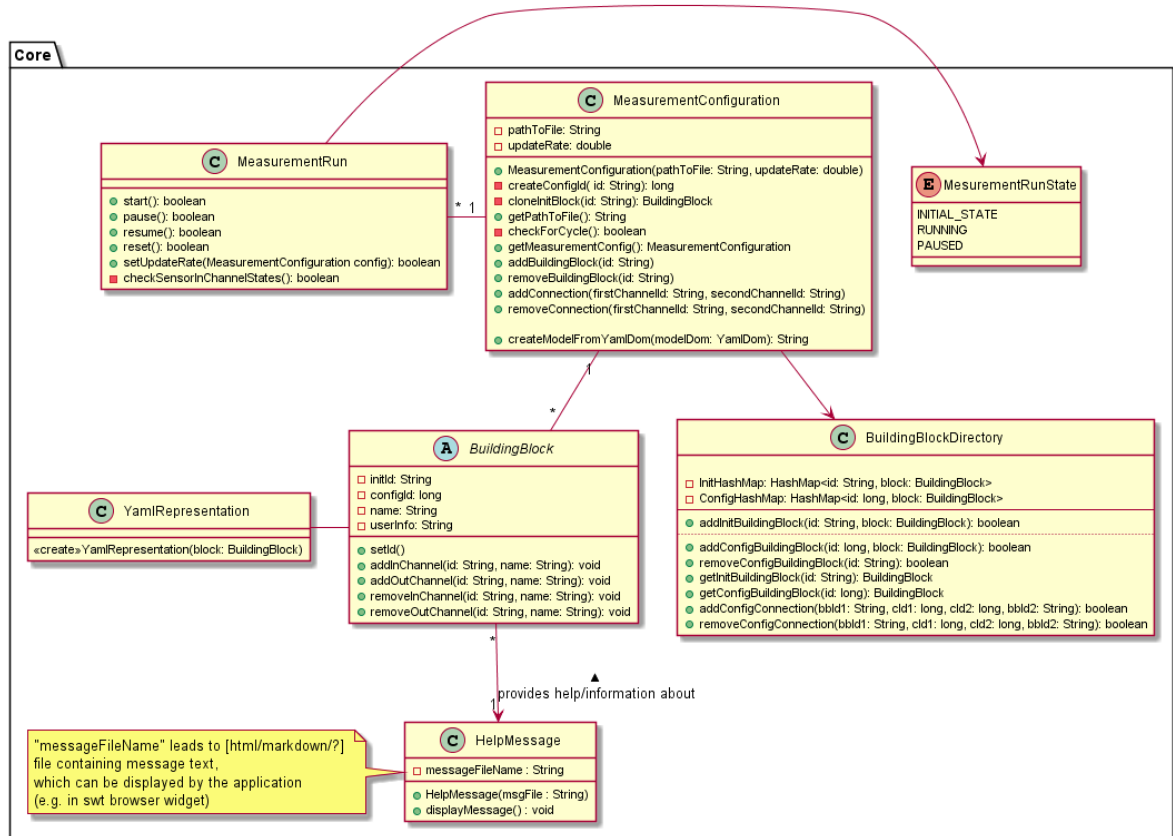 Core
C MeasurementConfiguration
pathToFile: String
updateRate: double
MeasurementConfiguration(pathToFile: String, updateRate: double)
createConfigId( id: String): long
cloneInitBlock(id: String): BuildingBlock
getPathToFile(): String
checkForCycle(): boolean
getMeasurementConfig(): MeasurementConfiguration
addBuildingBlock(id: String)
removeBuildingBlock(id: String)
addConnection(firstChannelId: String, secondChannelId: String)
removeConnection(firstChannelId: String, secondChannelId: String)
createModelFromYamlDom(modelDom: YamlDom): String
C MeasurementRun
start(): boolean
pause(): boolean
resume(): boolean
reset(): boolean
setUpdateRate(MeasurementConfiguration config): boolean
checkSensorInChannelStates(): boolean
* 1
E MesurementRunState
INITIAL_STATE
RUNNING
PAUSED
1
*
A BuildingBlock
initId: String
configId: long
name: String
userInfo: String
setId()
addInChannel(id: String, name: String): void
addOutChannel(id: String, name: String): void
removeInChannel(id: String, name: String): void
removeOutChannel(id: String, name: String): void
C BuildingBlockDirectory
InitHashMap: HashMap<id: String, block: BuildingBlock>
ConfigHashMap: HashMap<id: long, block: BuildingBlock>
addInitBuildingBlock(id: String, block: BuildingBlock): boolean
addConfigBuildingBlock(id: long, block: BuildingBlock): boolean
removeConfigBuildingBlock(id: String): boolean
getInitBuildingBlock(id: String): BuildingBlock
getConfigBuildingBlock(id: long): BuildingBlock
addConfigConnection(bbId1: String, cId1: long, cId2: long, bbId2: String): boolean
removeConfigConnection(bbId1: String, cId1: long, cId2: long, bbId2: String): boolean
C YamlRepresentation
«create»YamlRepresentation(block: BuildingBlock)
*
1
provides help/information about
"messageFileName" leads to [html/markdown/?]
file containing message text,
which can be displayed by the application
(e.g. in swt browser widget)
C HelpMessage
messageFileName : String
HelpMessage(msgFile : String)
displayMessage() : void